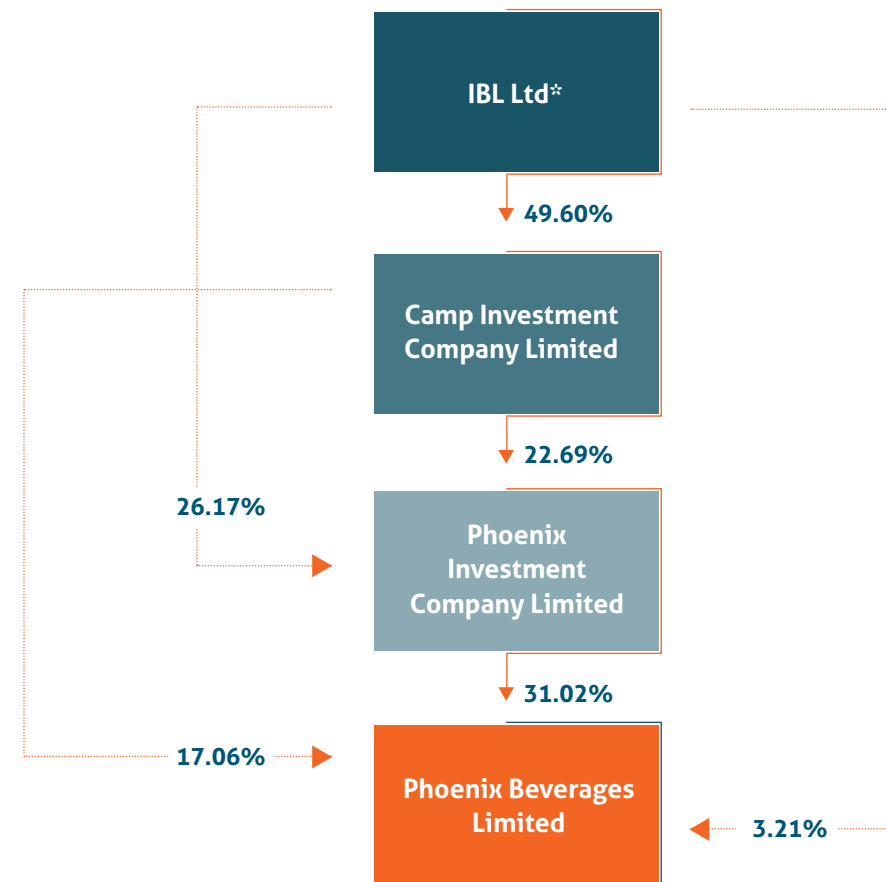 IBL Ltd*
49.60%
Camp Investment
Company Limited
22.69%
26.17%
Phoenix
Investment
Company Limited
31.02%
17.06%
Phoenix Beverages
Limited
3.21%